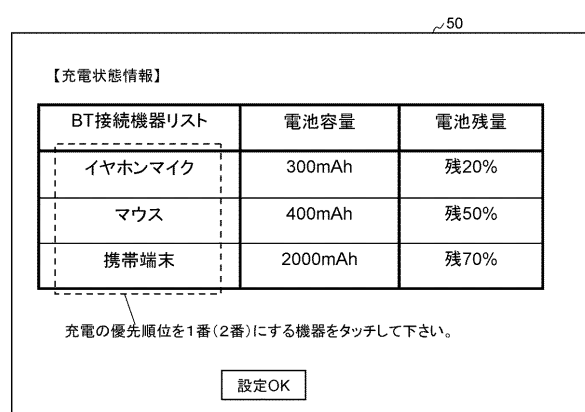 50
【充電状態情報】
BT接続機器リスト 電池容量 電池残量
イヤホンマイク 300mAh 残20%
マウス 400mAh 残50%
携帯端末 2000mAh 残70%
充電の優先順位を1番(2番)にする機器をタッチして下さい。
設定OK